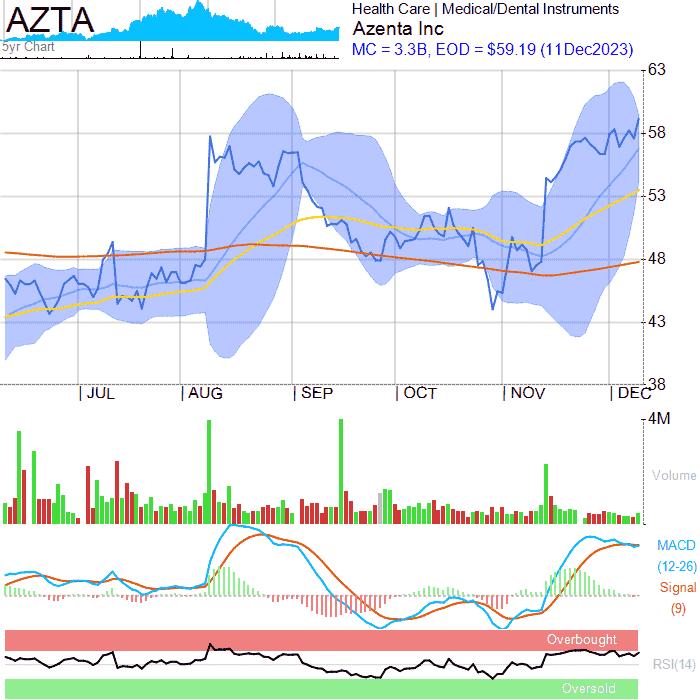 AZTA
5yr Chart
Health Care | Medical/Dental Instruments
Azenta Inc
MC = 3.3B, EOD = $59.19 (11Dec2023)
63
58
53
48
43
38
|JUL |AUG |SEP |OCT |NOV |DEC
4M
Volume
MACD
(12-26)
Signal
(9)
Overbought
RSI(14)
Oversold